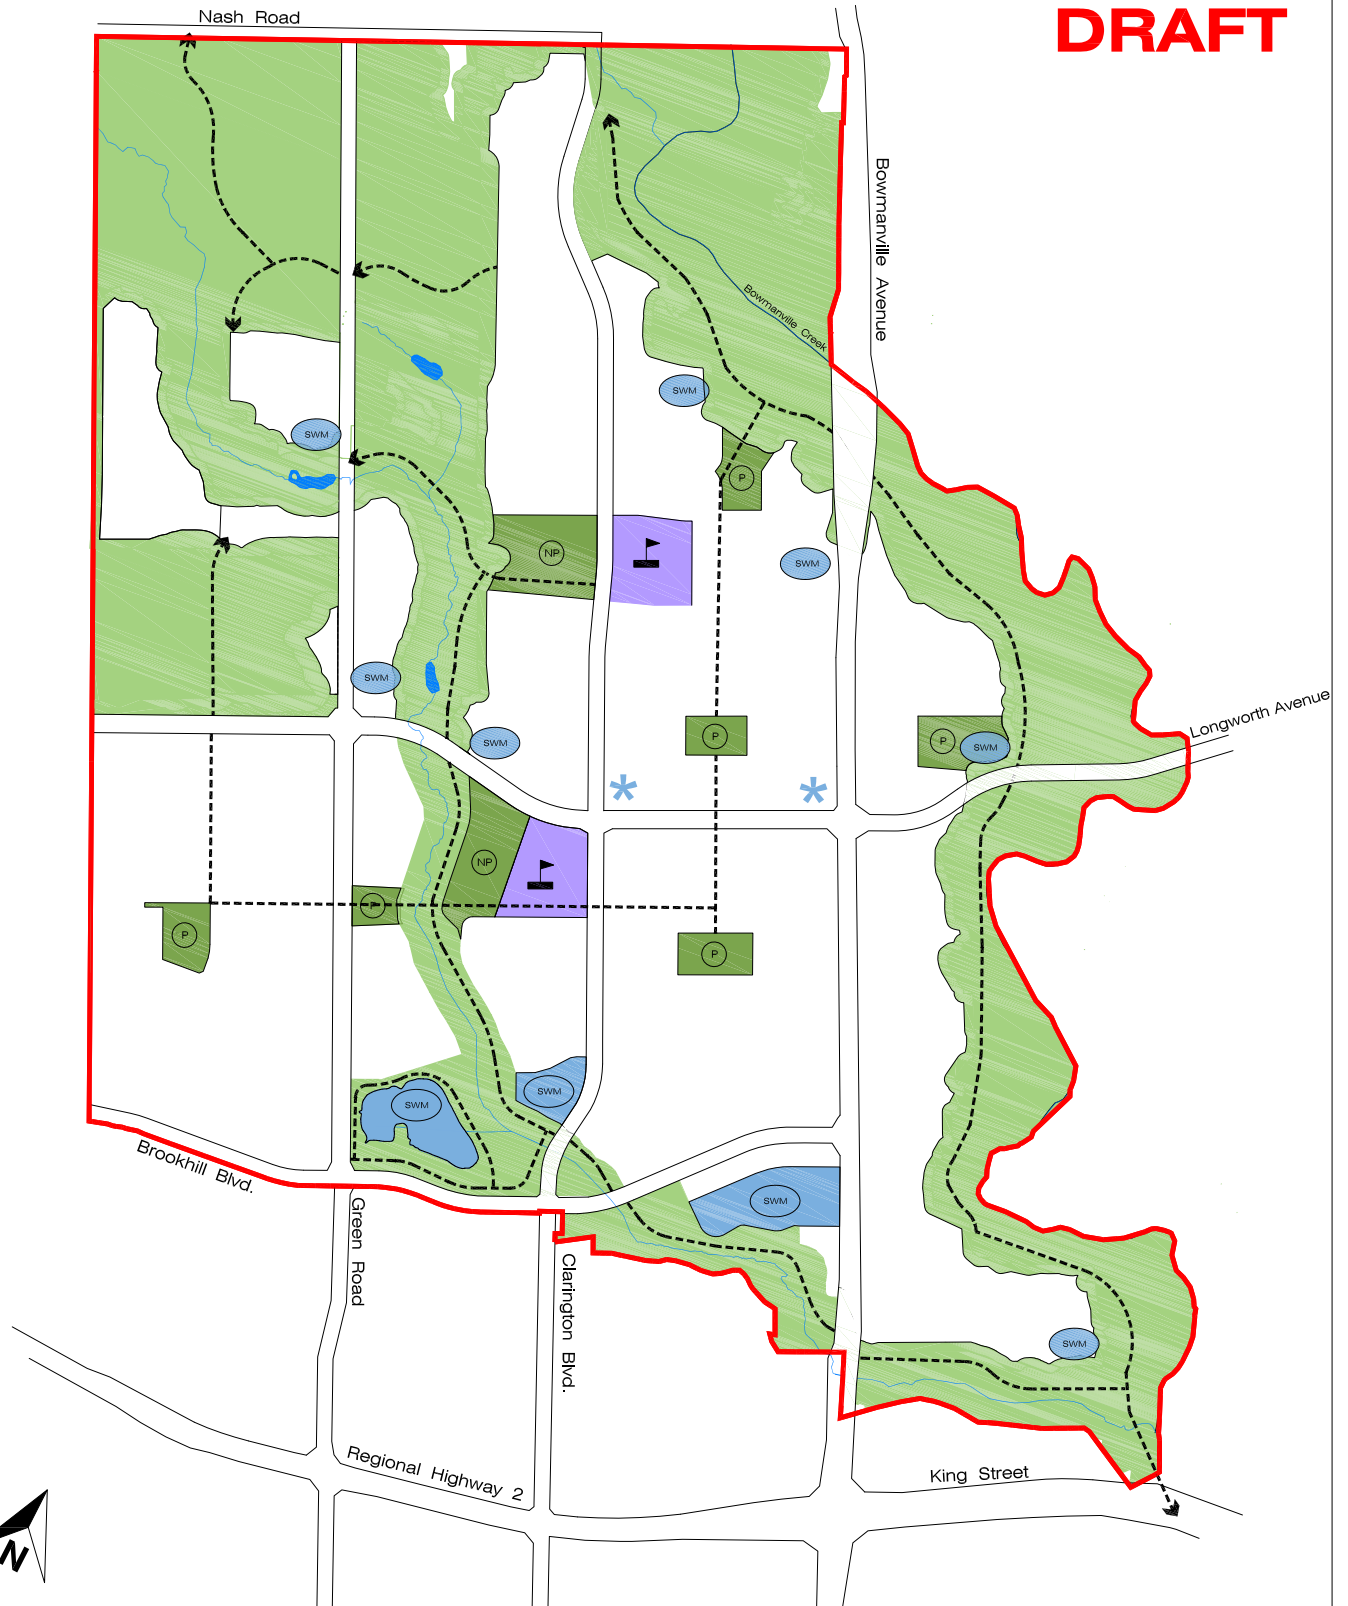 DRAFT
Nash Road
Bowmanville Avenue
Bowmanville Creek
SWM
SWM
P
NP
SWM
SWM
Longworth Avenue
P
P
SWM
SWM
NP
P
P
P
SWM
SWM
Brookhill Blvd.
SWM
Green Road
Clarington Blvd.
SWM
Regional Highway 2
King Street
N